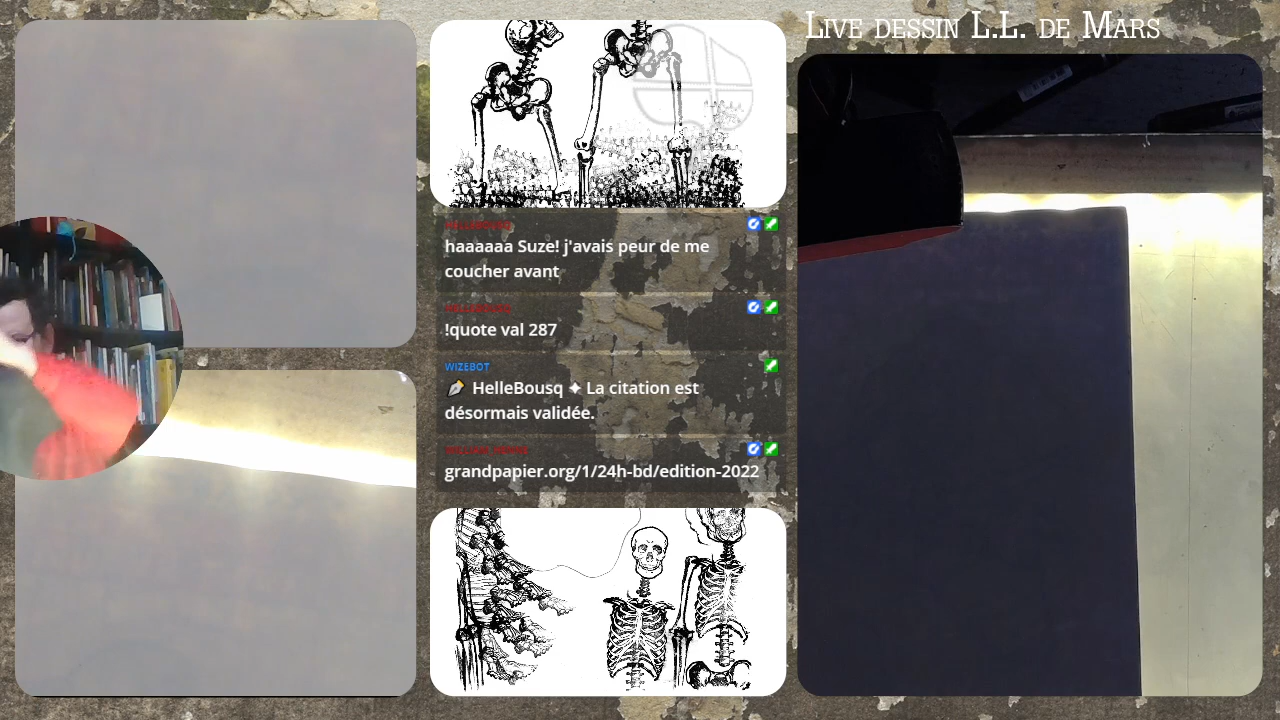 Live dessin L.L. de Mars
haaaaaa Suze! j'avais peur de me
coucher avant
!quote val 287
WIZEBOT
HelleBousq ✦ La citation est
désormais validée.
grandpapier.org/1/24h-bd/edition-2022